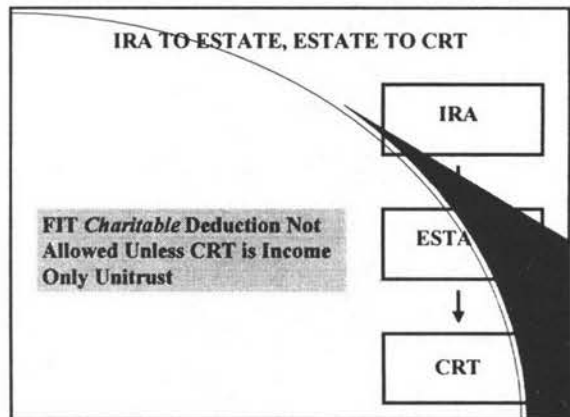 IRA TO ESTATE, ESTATE TO CRT
IRA
FIT Charitable Deduction Not
Allowed Unless CRT is Income
Only Unitrust
ESTA
CRT